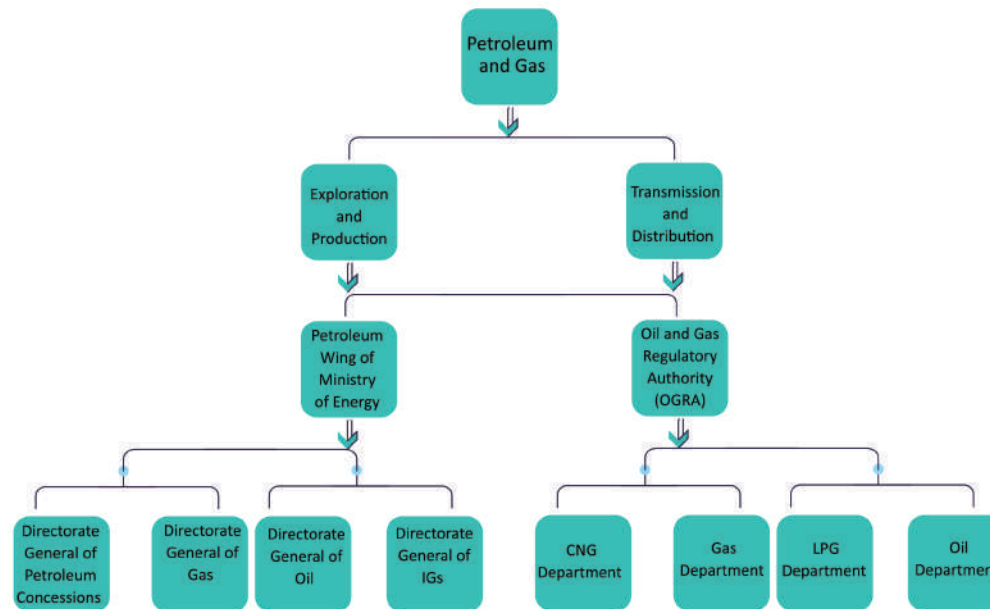 Petroleum
and Gas
Exploration
and
Production
Transmission
and
Distribution
Petroleum
Wing of
Ministry
of Energy
Oil and Gas
Regulatory
Authority
(OGRA)
Directorate
General of
Petroleum
Concessions
Directorate
General of
Gas
Directorate
General of
Oil
Directorate
General of
IGs
CNG
Department
Gas
Department
LPG
Department
Oil
Department